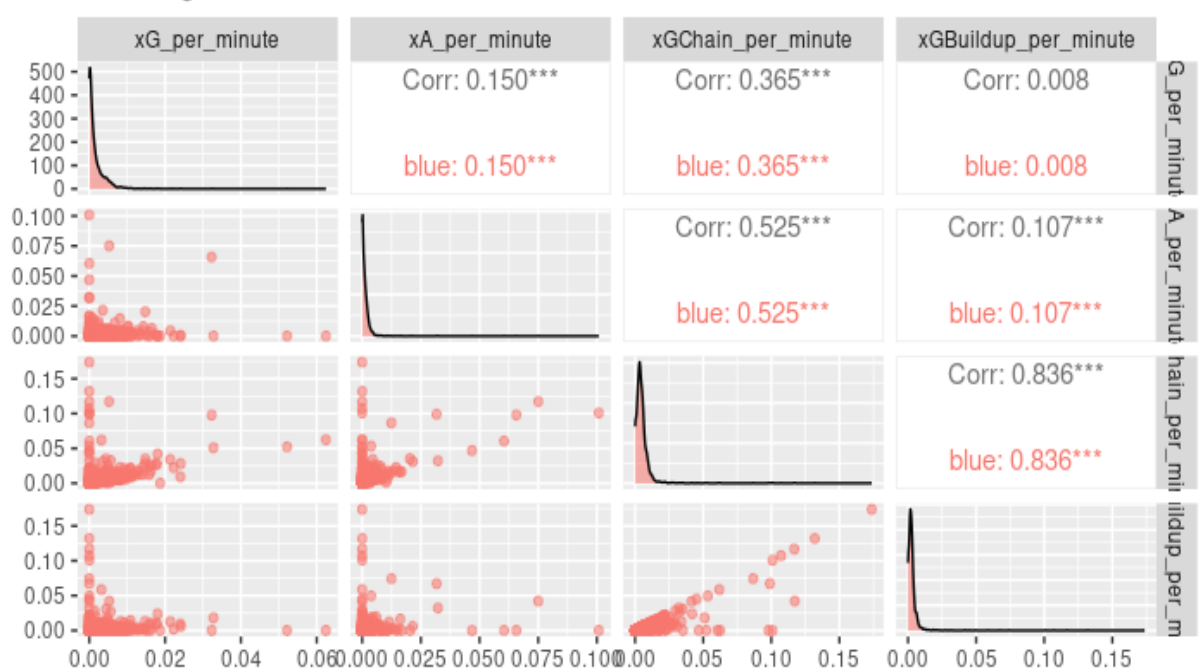 xG_per_minute xA_per_minute xGChain_per_minute xGBuildup_per_minute
500
400
300
200
100
0
Corr: 0.150*** Corr: 0.365*** Corr: 0.008
blue: 0.150*** blue: 0.365*** blue: 0.008
G_per_minut
0.100
0.075
0.050
0.025
0.000
Corr: 0.525*** Corr: 0.107***
blue: 0.525*** blue: 0.107***
A_per_minut
0.15
0.10
0.05
0.00
Corr: 0.836***
blue: 0.836***
hain_per_mi
0.15
0.10
0.05
0.00
ildup_per_m
0.00 0.02 0.04 0.06 0.000 0.025 0.050 0.075 0.100 0.00 0.05 0.10 0.15 0.00 0.05 0.10 0.15